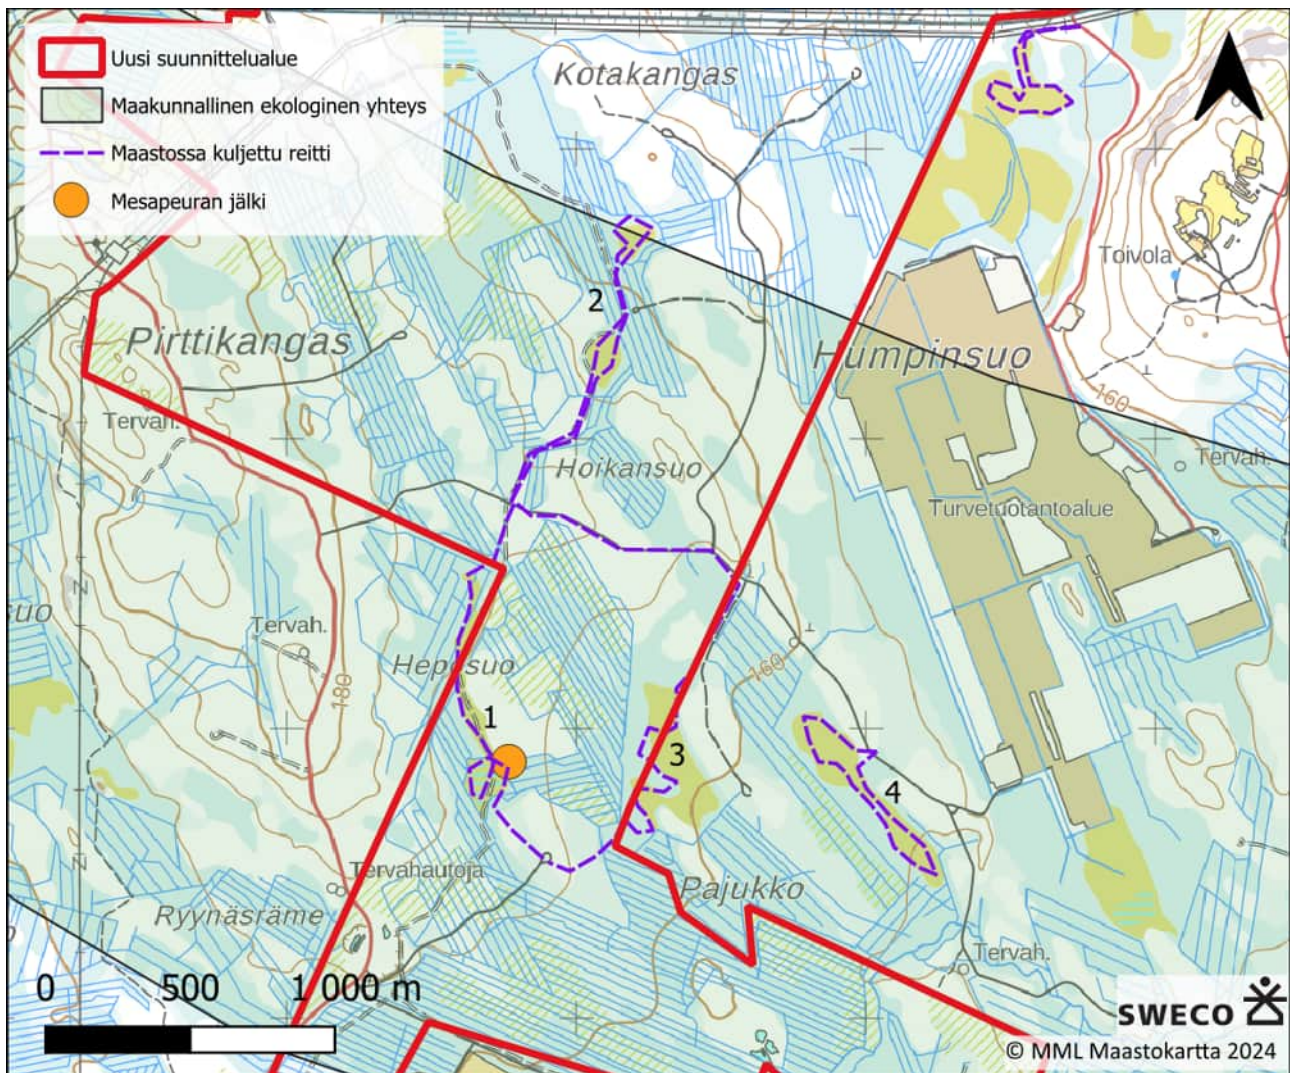 Uusi suunnittelualue
Maakunnallinen ekologinen yhteys
Maastossa kuljettu reitti
Mesapeuran jälki
Kotakangas
Toivola
2
Pirttikangas
Humpinsuo
160
Tervah.
Hoikansuo
Tervah.
Turvetuotantoalue
suo
Tervah.
Heposuo
160
180
1
3
4
Tervahautoja
Pajukko
Ryynäsräme
Tervah.
0 500 1 000 m
SWECO
© MML Maastokartta 2024